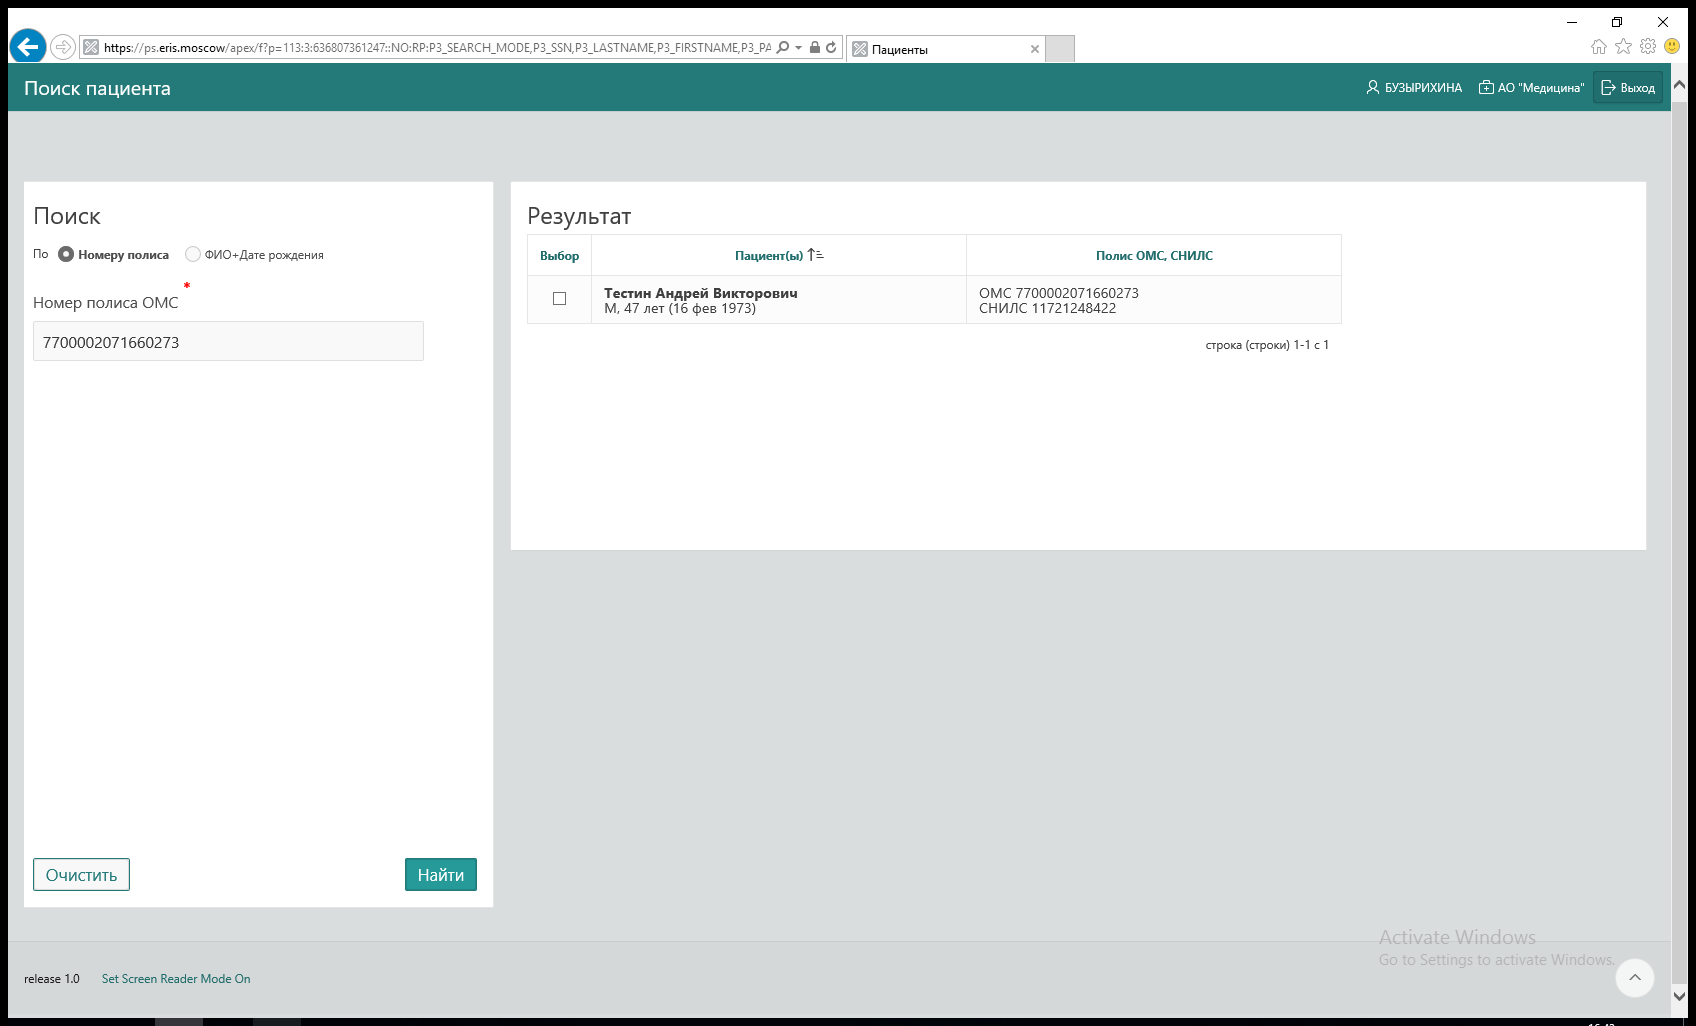 https://ps.eris.moscow/apex/f?p=113:3:636807361247::NO:RP:P3_SEARCH_MODE,P3_SSN,P3_LASTNAME,P3_FIRSTNAME,P3_PA
Пациенты
Поиск пациента
БУЗЫРИХИНА
АО "Медицина"
Выход
Поиск
По Номеру полиса ФИО+Дате рождения
Номер полиса ОМС *
7700002071660273
Очистить
Найти
Результат
Выбор Пациент(ы) Полис ОМС, СНИЛС
Тестин Андрей Викторович ОМС 7700002071660273
М, 47 лет (16 фев 1973) СНИЛС 11721248422
строка (строки) 1-1 с 1
Activate Windows
Go to Settings to activate Windows.
release 1.0 Set Screen Reader Mode On